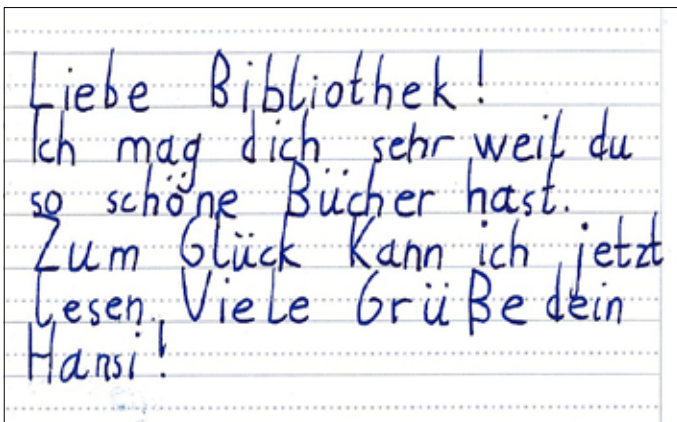 Liebe Bibliothek!
Ich mag dich sehr weil du
so schöne Bücher hast.
Zum Glück kann ich jetzt
lesen. Viele Grüße dein
Hansi!